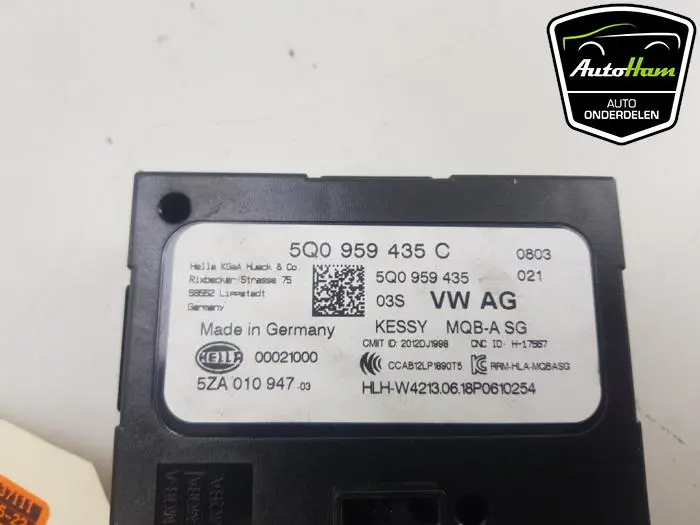 AutoHam
AUTO
ONDERDELEN
5Q0 959 435 C
0803
Hella KGaA Hueck & Co.
Rixbecker Strasse 75
59552 Lippstadt
Germany
5Q0 959 435
021
03S
VW AG
Made in Germany
KESSY MQB-A SG
CMIIT ID: 2012DJ1998
CNC ID: H-17567
HELLA
00021000
CCAB12LP1890T5
RRM-HLA-MQBASG
5ZA 010 947-03
HLH-W4213.06.18P0610254
MQB-A
MQBA